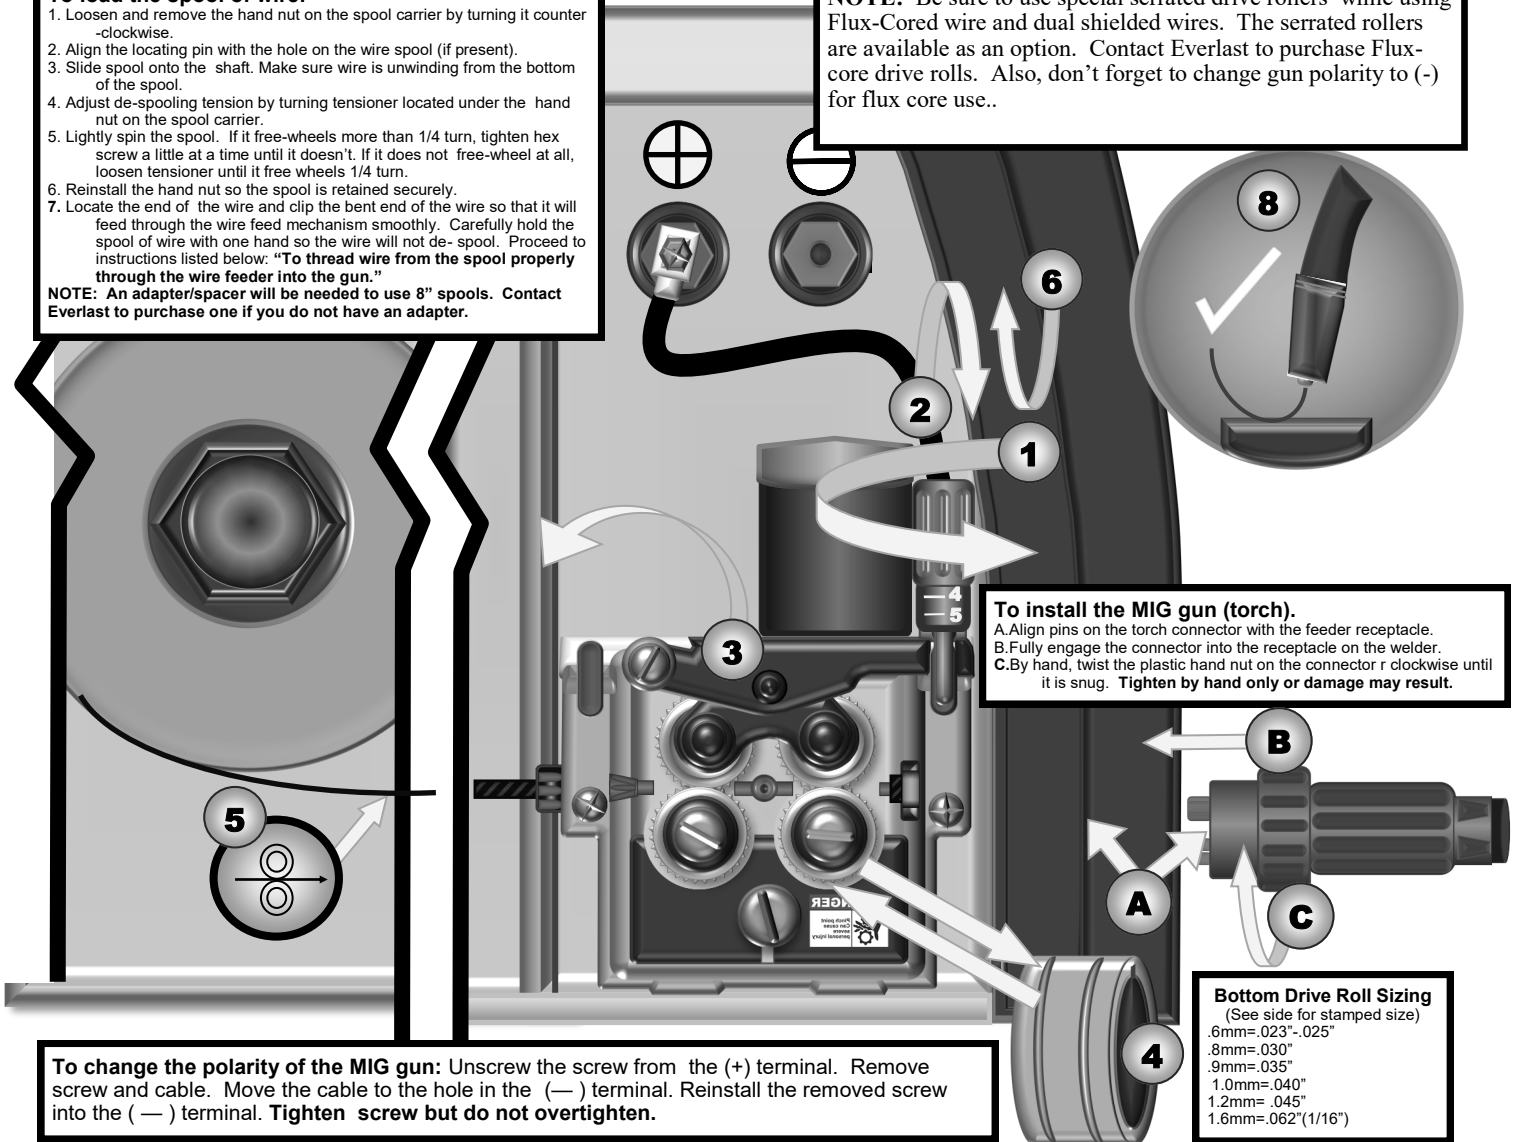 To load the spool of wire:
1. Loosen and remove the hand nut on the spool carrier by turning it counter
-clockwise.
2. Align the locating pin with the hole on the wire spool (if present).
3. Slide spool onto the shaft. Make sure wire is unwinding from the bottom
of the spool.
4. Adjust de-spooling tension by turning tensioner located under the hand
nut on the spool carrier.
5. Lightly spin the spool. If it free-wheels more than 1/4 turn, tighten hex
screw a little at a time until it doesn’t. If it does not free-wheel at all,
loosen tensioner until it free wheels 1/4 turn.
6. Reinstall the hand nut so the spool is retained securely.
7. Locate the end of the wire and clip the bent end of the wire so that it will
feed through the wire feed mechanism smoothly. Carefully hold the
spool of wire with one hand so the wire will not de- spool. Proceed to
instructions listed below: “To thread wire from the spool properly
through the wire feeder into the gun.”
NOTE: An adapter/spacer will be needed to use 8” spools. Contact
Everlast to purchase one if you do not have an adapter.
NOTE: Be sure to use special serrated drive rollers while using
Flux-Cored wire and dual shielded wires. The serrated rollers
are available as an option. Contact Everlast to purchase Flux-
core drive rolls. Also, don’t forget to change gun polarity to (-)
for flux core use..
8
6
2
1
4
5
3
To install the MIG gun (torch).
A.Align pins on the torch connector with the feeder receptacle.
B.Fully engage the connector into the receptacle on the welder.
C.By hand, twist the plastic hand nut on the connector r clockwise until
it is snug. Tighten by hand only or damage may result.
B
5
A
C
NGER
Pinch point
Can cause
severe
personal injury
4
Bottom Drive Roll Sizing
(See side for stamped size)
.6mm=.023”-.025”
.8mm=.030”
.9mm=.035”
1.0mm=.040”
1.2mm= .045”
1.6mm=.062”(1/16”)
To change the polarity of the MIG gun: Unscrew the screw from the (+) terminal. Remove
screw and cable. Move the cable to the hole in the (— ) terminal. Reinstall the removed screw
into the ( — ) terminal. Tighten screw but do not overtighten.